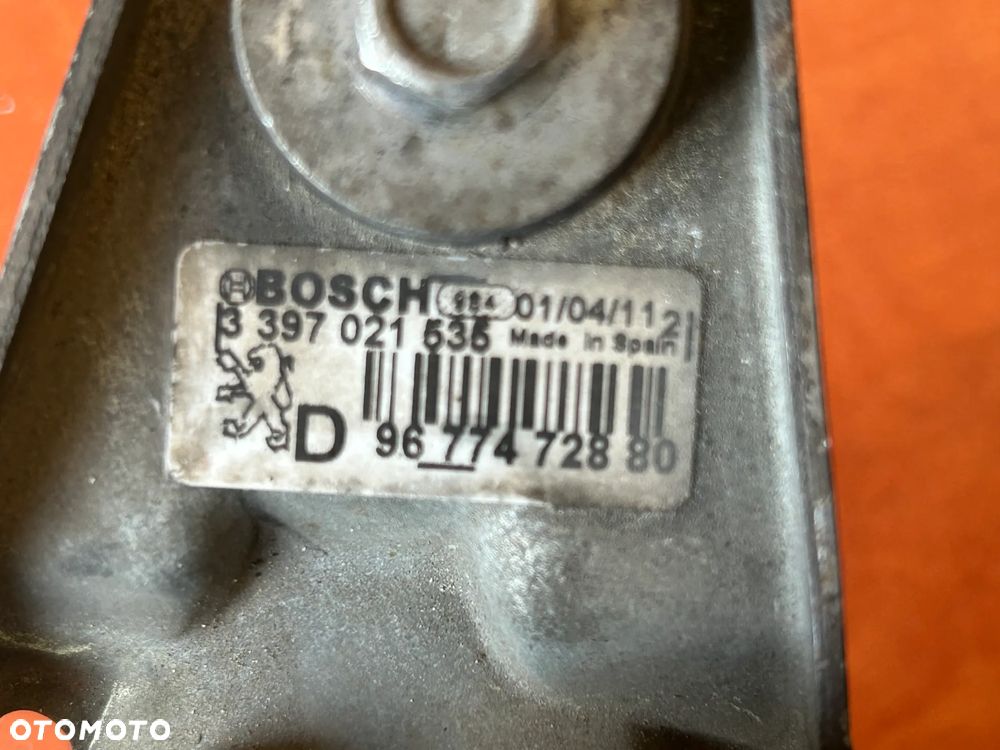 BOSCH 984 01/04/11 2
3 397 021 535 Made in Spain
D 96 774 728 80
OTOMOTO